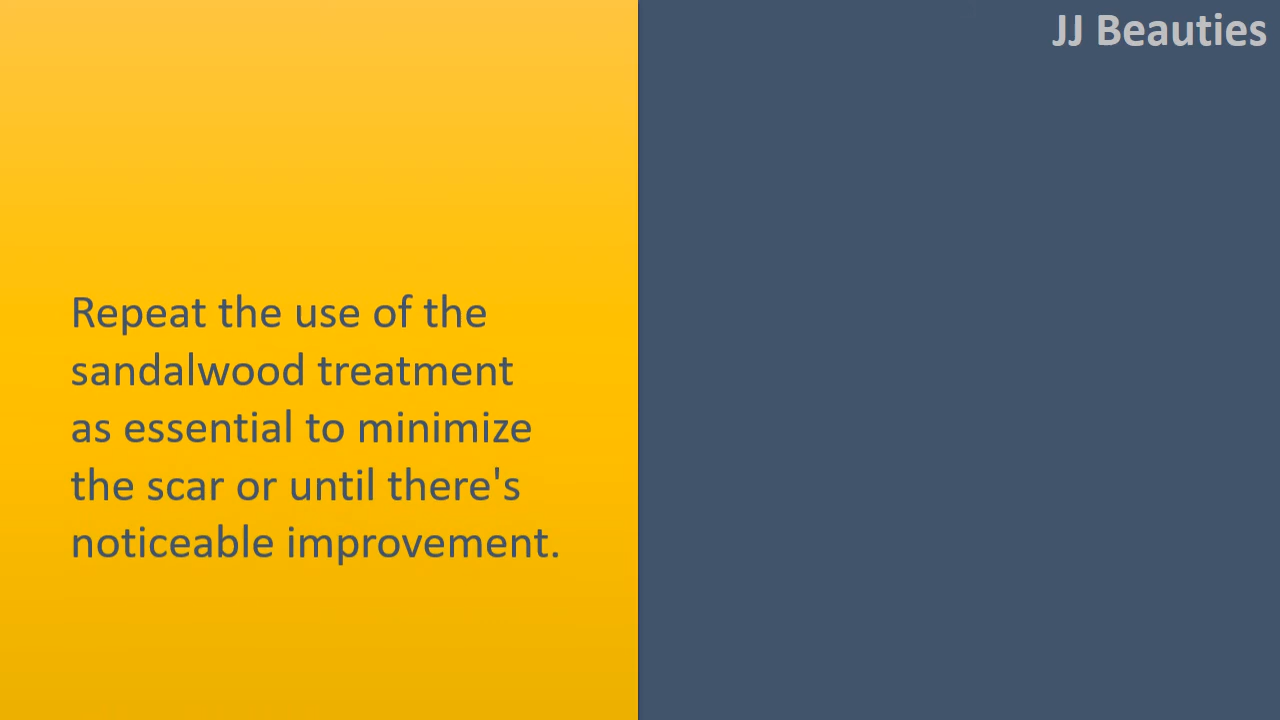 JJ Beauties
Repeat the use of the
sandalwood treatment
as essential to minimize
the scar or until there's
noticeable improvement.